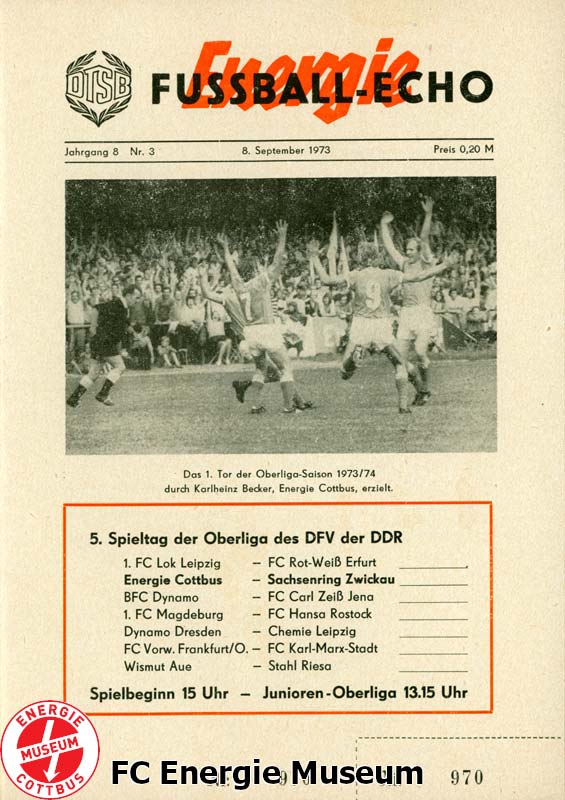 DTSB
Energie
FUSSBALL-ECHO
Jahrgang 8 Nr. 3 8. September 1973 Preis 0,20 M
7 9
Das 1. Tor der Oberliga-Saison 1973/74
durch Karlheinz Becker, Energie Cottbus, erzielt.
5. Spieltag der Oberliga des DFV der DDR
1. FC Lok Leipzig – FC Rot-Weiß Erfurt
Energie Cottbus – Sachsenring Zwickau
BFC Dynamo – FC Carl Zeiß Jena
1. FC Magdeburg – FC Hansa Rostock
Dynamo Dresden – Chemie Leipzig
FC Vorw. Frankfurt/O. – FC Karl-Marx-Stadt
Wismut Aue – Stahl Riesa
Spielbeginn 15 Uhr – Junioren-Oberliga 13.15 Uhr
ENERGIE
MUSEUM
COTTBUS
FC Energie Museum
970